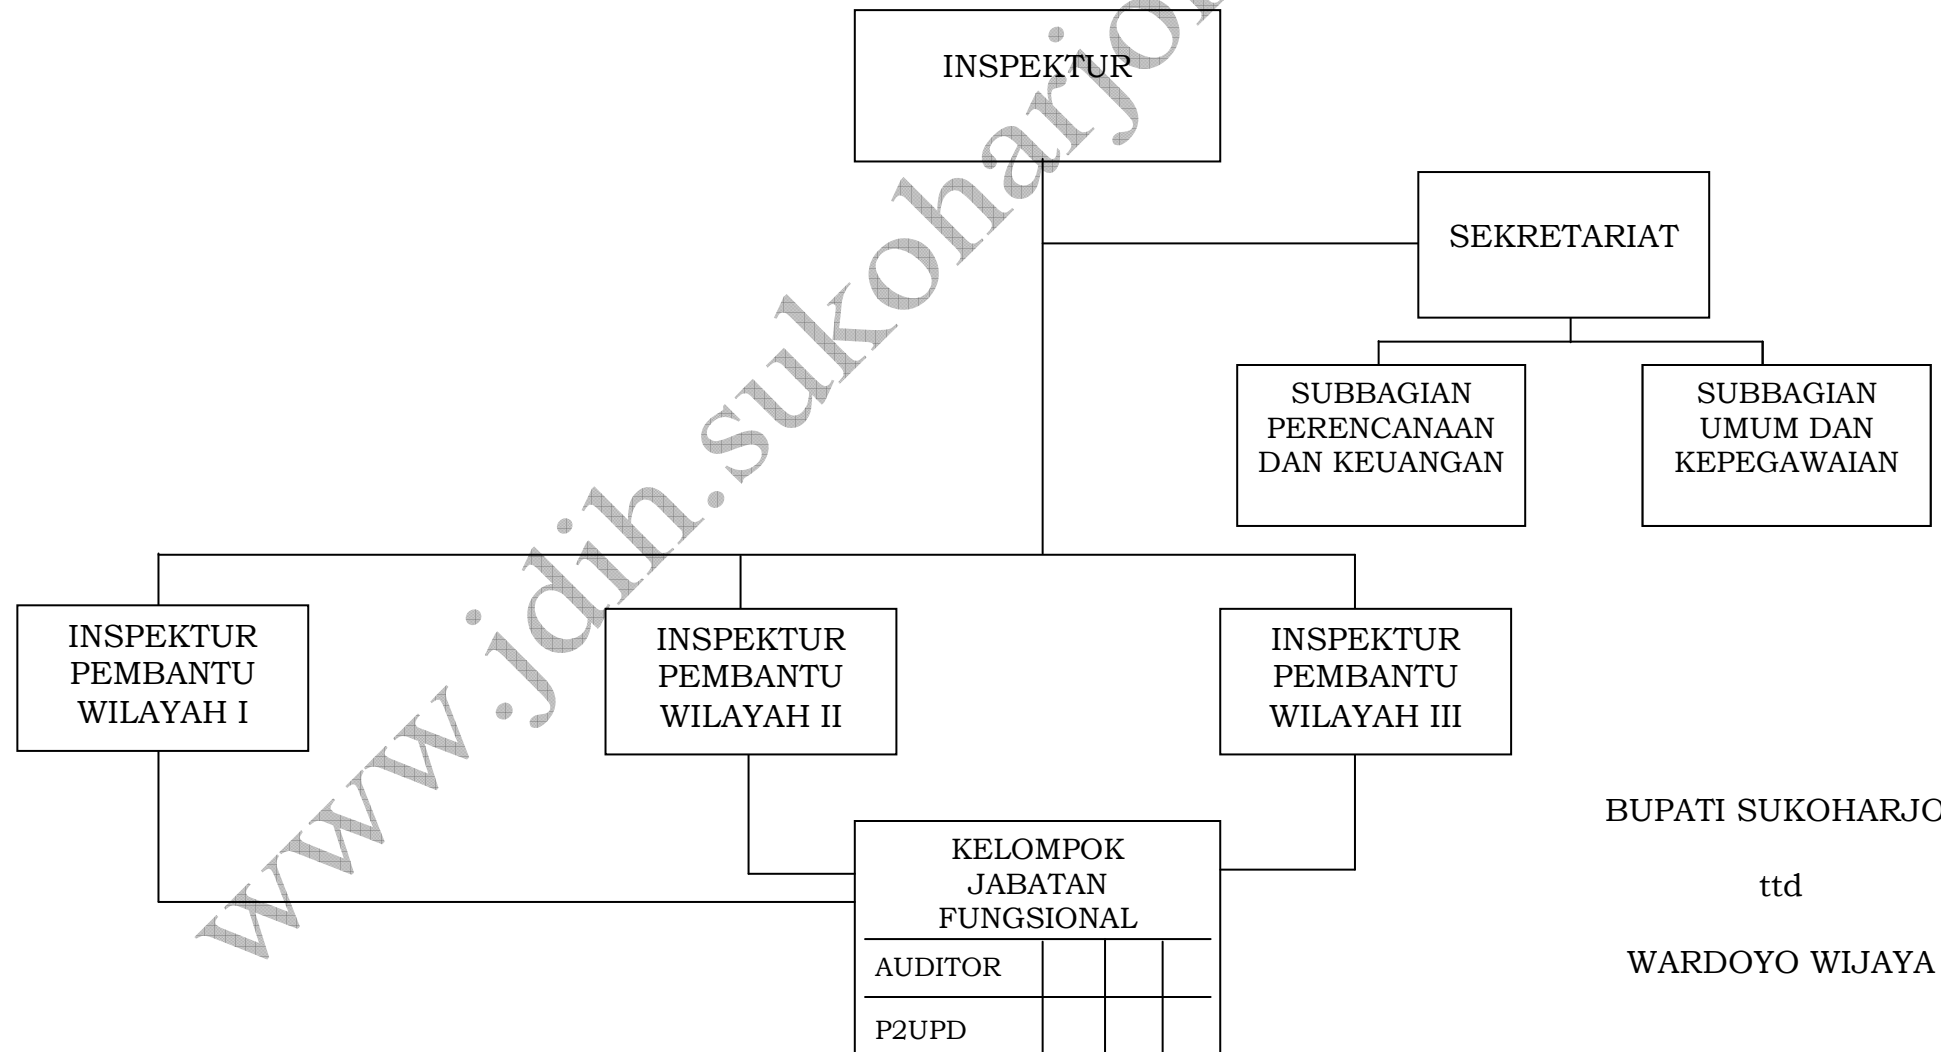 INSPEKTUR
SEKRETARIAT
SUBBAGIAN
PERENCANAAN
DAN KEUANGAN
SUBBAGIAN
UMUM DAN
KEPEGAWAIAN
INSPEKTUR
PEMBANTU
WILAYAH I
INSPEKTUR
PEMBANTU
WILAYAH II
INSPEKTUR
PEMBANTU
WILAYAH III
KELOMPOK
JABATAN
FUNGSIONAL
AUDITOR
P2UPD
BUPATI SUKOHARJO
ttd
WARDOYO WIJAYA
www.jdih.sukoharjo